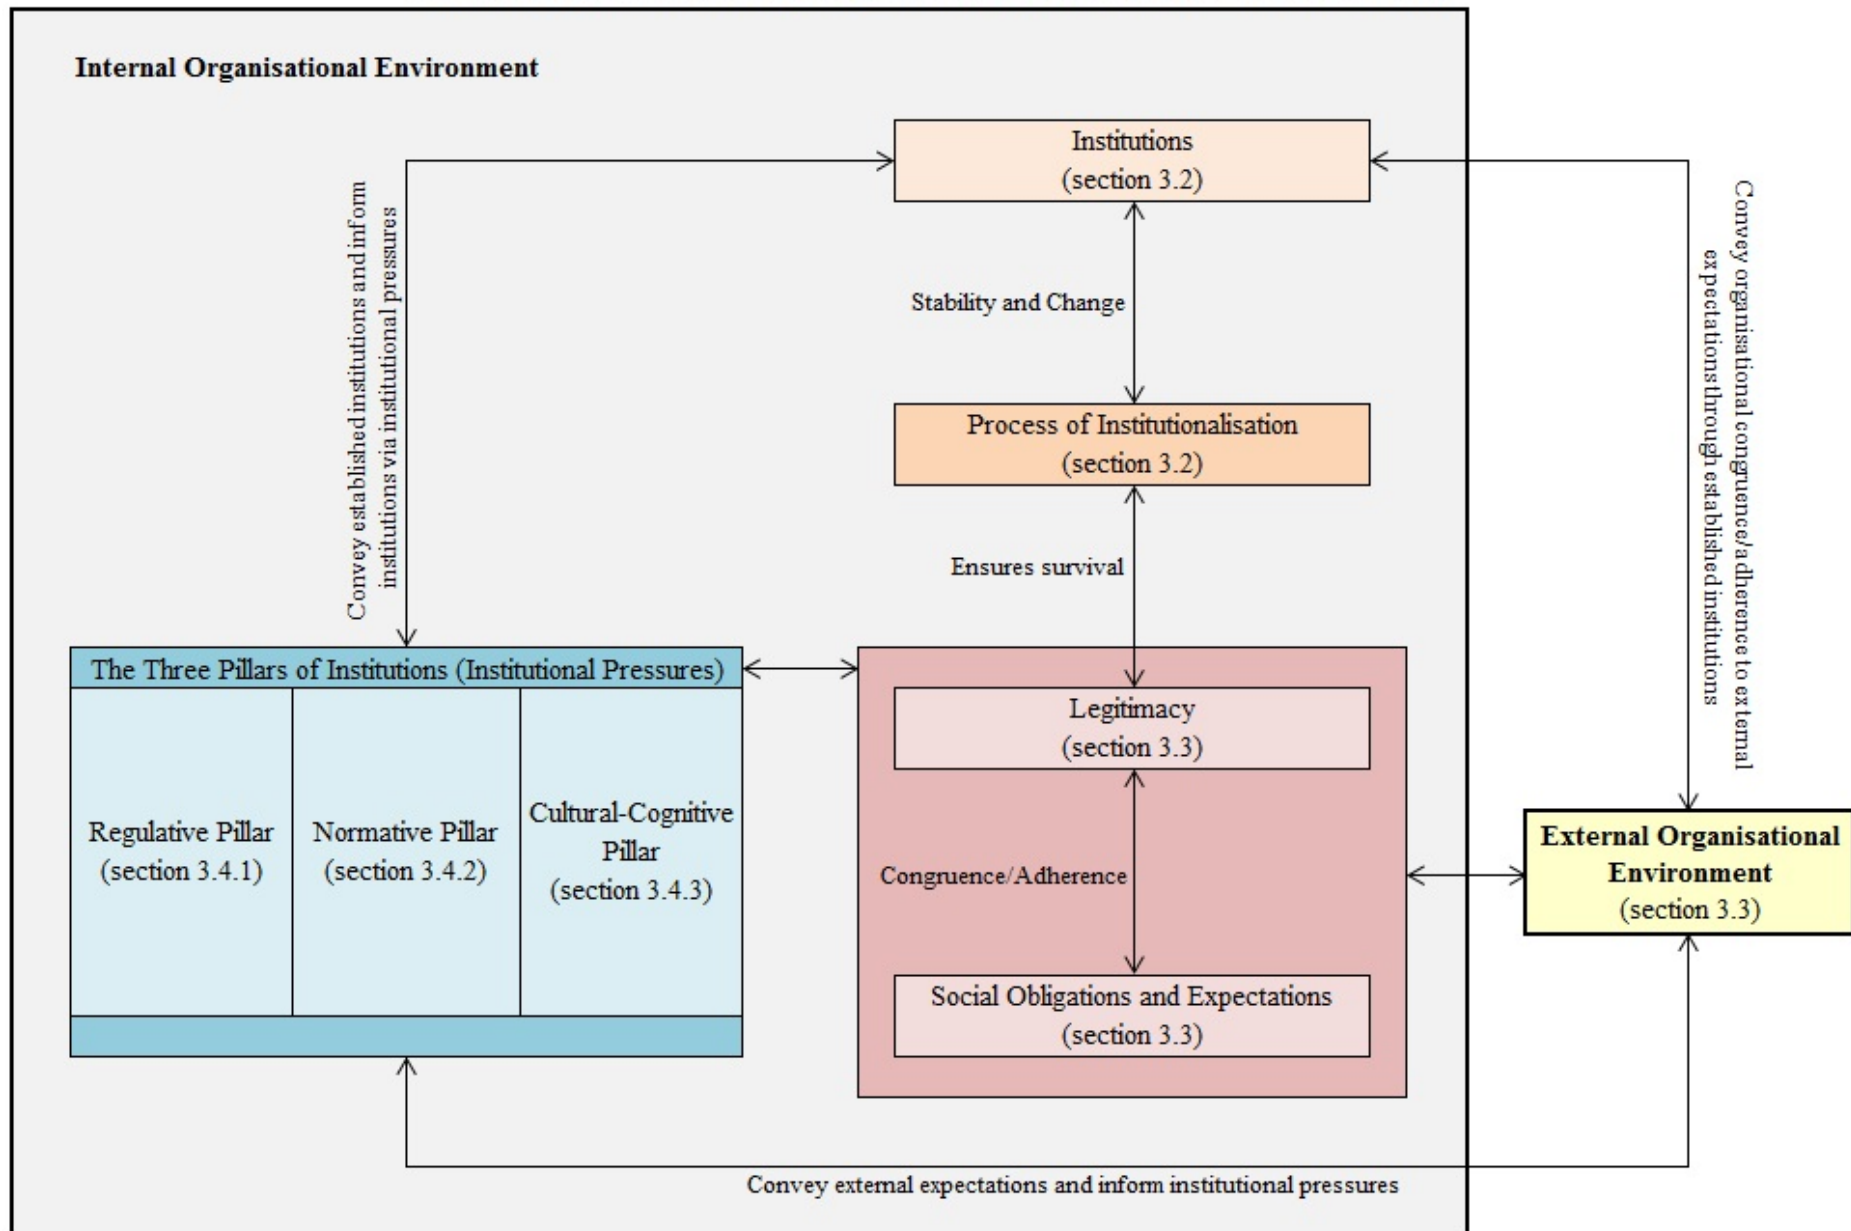 Internal Organisational Environment
Institutions
(section 3.2)
Convey established institutions and inform
institutions via institutional pressures
Stability and Change
Convey organisational congruence/adherence to external
expectationsthrough established institutions
Process of Institutionalisation
(section 3.2)
Ensures survival
The Three Pillars of Institutions (Institutional Pressures)
Regulative Pillar
(section 3.4.1)
Normative Pillar
(section 3.4.2)
Cultural-Cognitive
Pillar
(section 3.4.3)
Legitimacy
(section 3.3)
Congruence/Adherence
Social Obligations and Expectations
(section 3.3)
External Organisational
Environment
(section 3.3)
Convey external expectations and inform institutional pressures